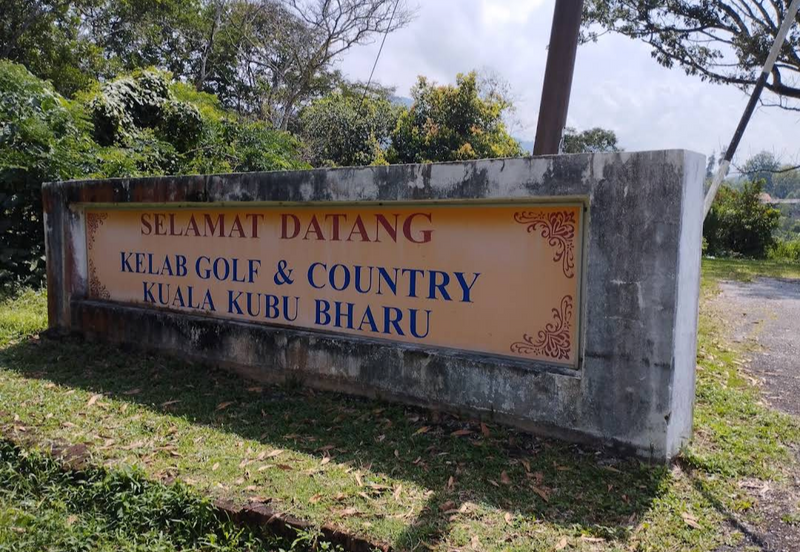 SELAMAT DATANG
KELAB GOLF & COUNTRY
KUALA KUBU BHARU